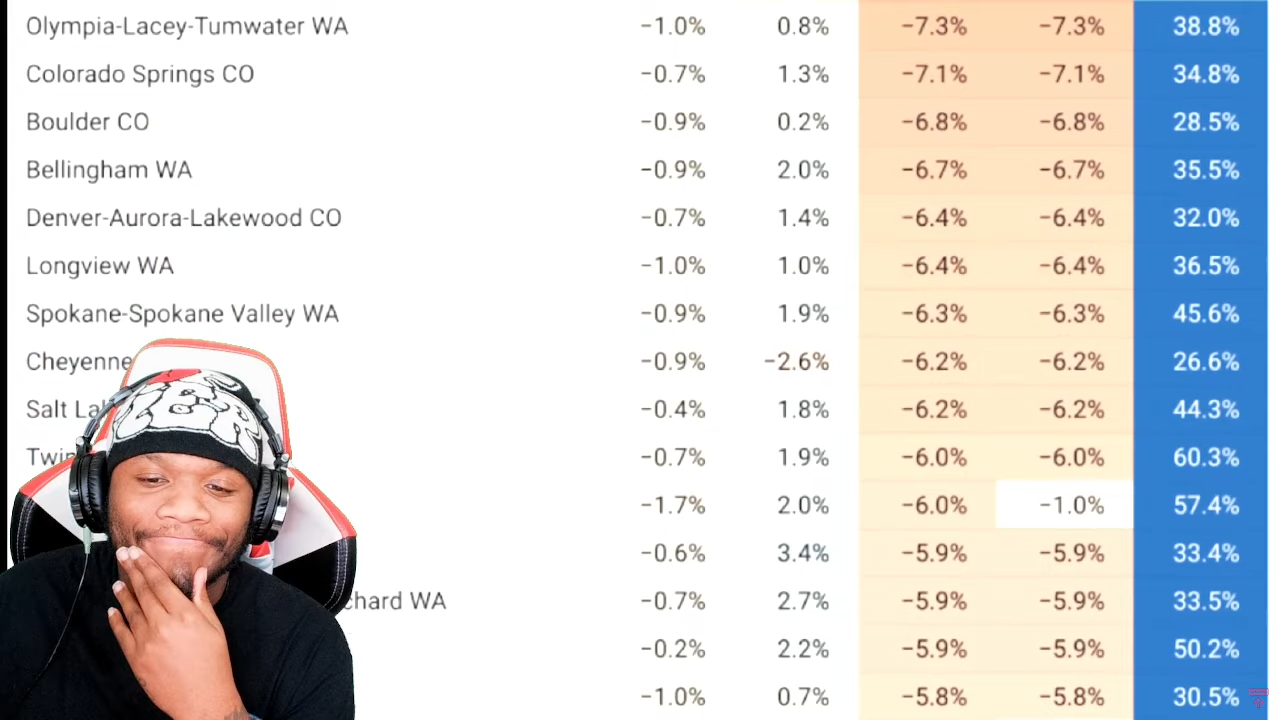 Olympia-Lacey-Tumwater WA −1.0% 0.8% −7.3% −7.3% 38.8%
Colorado Springs CO −0.7% 1.3% −7.1% −7.1% 34.8%
Boulder CO −0.9% 0.2% −6.8% −6.8% 28.5%
Bellingham WA −0.9% 2.0% −6.7% −6.7% 35.5%
Denver-Aurora-Lakewood CO −0.7% 1.4% −6.4% −6.4% 32.0%
Longview WA −1.0% 1.0% −6.4% −6.4% 36.5%
Spokane-Spokane Valley WA −0.9% 1.9% −6.3% −6.3% 45.6%
Cheyenne −0.9% −2.6% −6.2% −6.2% 26.6%
Salt −0.4% 1.8% −6.2% −6.2% 44.3%
−0.7% 1.9% −6.0% −6.0% 60.3%
−1.7% 2.0% −6.0% −1.0% 57.4%
−0.6% 3.4% −5.9% −5.9% 33.4%
WA −0.7% 2.7% −5.9% −5.9% 33.5%
−0.2% 2.2% −5.9% −5.9% 50.2%
−1.0% 0.7% −5.8% −5.8% 30.5%